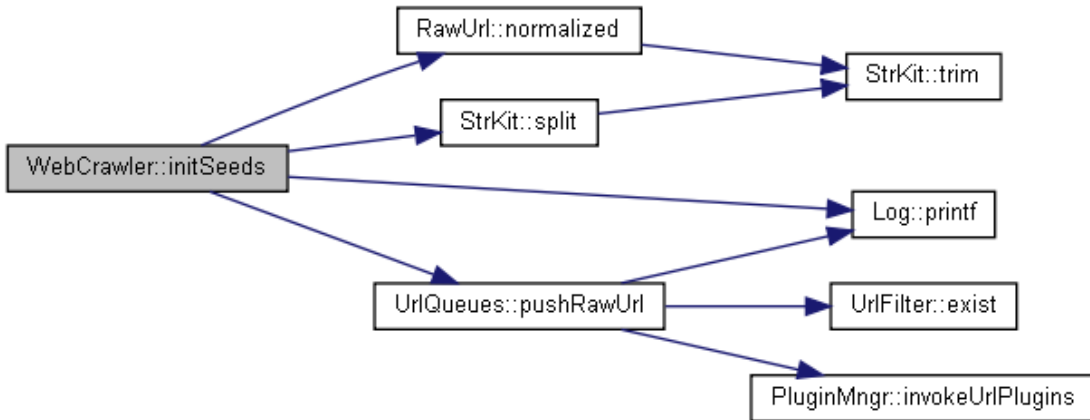 RawUrl::normalized
StrKit::trim
StrKit::split
WebCrawler::initSeeds
Log::printf
UrlQueues::pushRawUrl
UrlFilter::exist
PluginMngr::invokeUrlPlugins